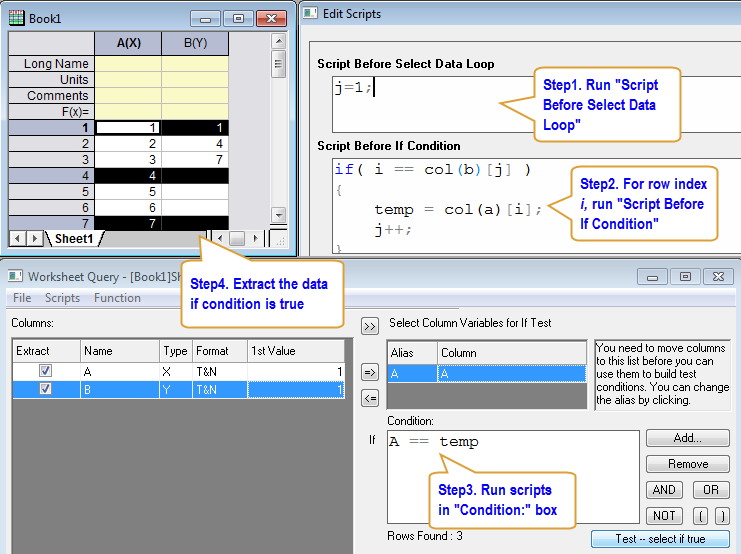 Book1
A(X) B(Y)
Long Name
Units
Comments
F(x)=
1 1 1
2 2 4
3 3 7
4 4
5 5
6 6
7 7
Sheet1
Edit Scripts
Script Before Select Data Loop
j=1;
Step1. Run "Script
Before Select Data
Loop"
Script Before If Condition
if( i == col(b)[j] )
{
temp = col(a)[i];
j++;
}
Step2. For row index
i, run "Script Before
If Condition"
Step4. Extract the data
if condition is true
Worksheet Query - [Book1]Sh
File Scripts Function
Columns:
Extract Name Type Format 1st Value
A X T&N 1
B Y T&N 1
>>
=>
<=
Select Column Variables for If Test
Alias Column
A A
You need to move columns
to this list before you can
use them to build test
conditions. You can change
the alias by clicking.
Condition:
If A == temp
Step3. Run scripts
in "Condition:" box
Add...
Remove
AND OR
NOT ( )
Rows Found : 3
Test -- select if true